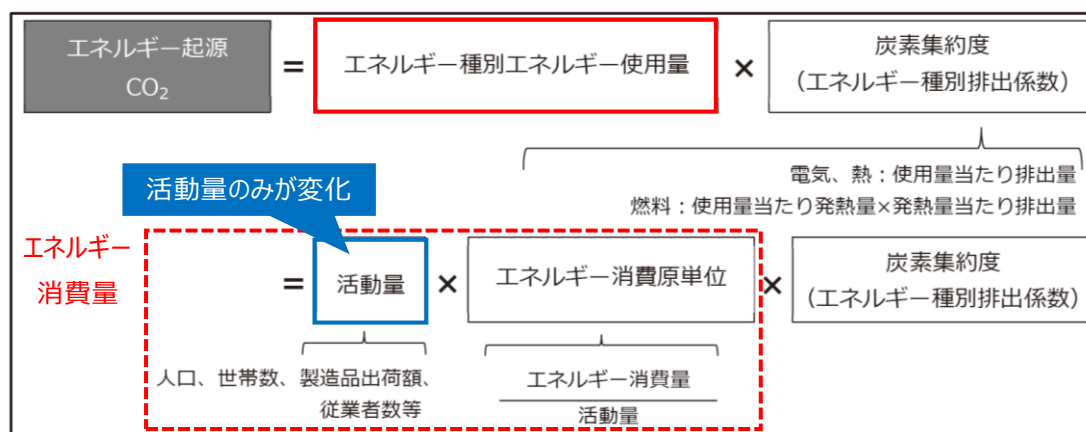 エネルギー起源
CO₂
=
エネルギー種別エネルギー使用量
×
炭素集約度
（エネルギー種別排出係数）
電気、熱：使用量当たり排出量
燃料：使用量当たり発熱量×発熱量当たり排出量
活動量のみが変化
エネルギー
消費量
=
活動量
×
エネルギー消費原単位
×
炭素集約度
（エネルギー種別排出係数）
人口、世帯数、製造品出荷額、
従業者数等
エネルギー消費量
活動量